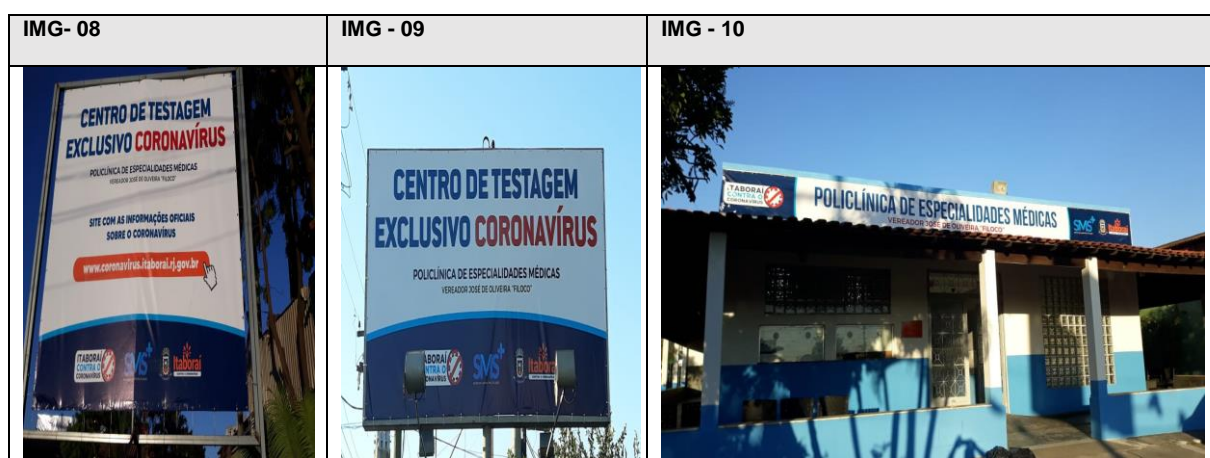 IMG- 08
IMG - 09
IMG - 10
CENTRO DE TESTAGEM
EXCLUSIVO CORONAVÍRUS
POLICLÍNICA DE ESPECIALIDADES MÉDICAS
VEREADOR JOSÉ DE OLIVEIRA "FILOCO"
SITE COM AS INFORMAÇÕES OFICIAIS
SOBRE O CORONAVÍRUS
www.coronavirus.itaborai.rj.gov.br
ITABORAÍ
CONTRA O
CORONAVÍRUS
SMS
Itaboraí
CENTRO DE TESTAGEM
EXCLUSIVO CORONAVÍRUS
POLICLÍNICA DE ESPECIALIDADES MÉDICAS
VEREADOR JOSÉ DE OLIVEIRA "FILOCO"
SMS
Itaboraí
ITABORAÍ
CONTRA O
CORONAVÍRUS
POLICLÍNICA DE ESPECIALIDADES MÉDICAS
VEREADOR JOSÉ DE OLIVEIRA "FILOCO"
SMS